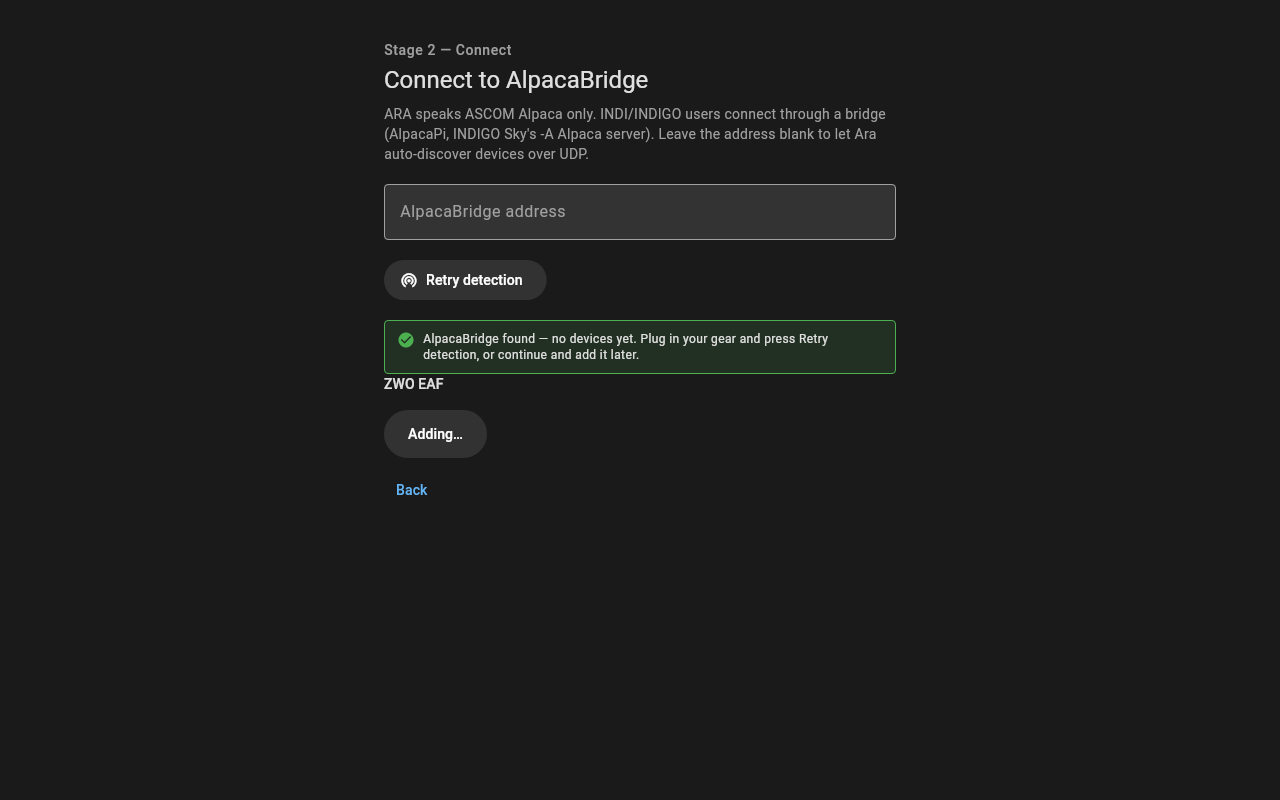 Stage 2 — Connect
Connect to AlpacaBridge
ARA speaks ASCOM Alpaca only. INDI/INDIGO users connect through a bridge
(AlpacaPi, INDIGO Sky's -A Alpaca server). Leave the address blank to let Ara
auto-discover devices over UDP.
AlpacaBridge address
Retry detection
AlpacaBridge found — no devices yet. Plug in your gear and press Retry
detection, or continue and add it later.
ZWO EAF
Adding…
Back